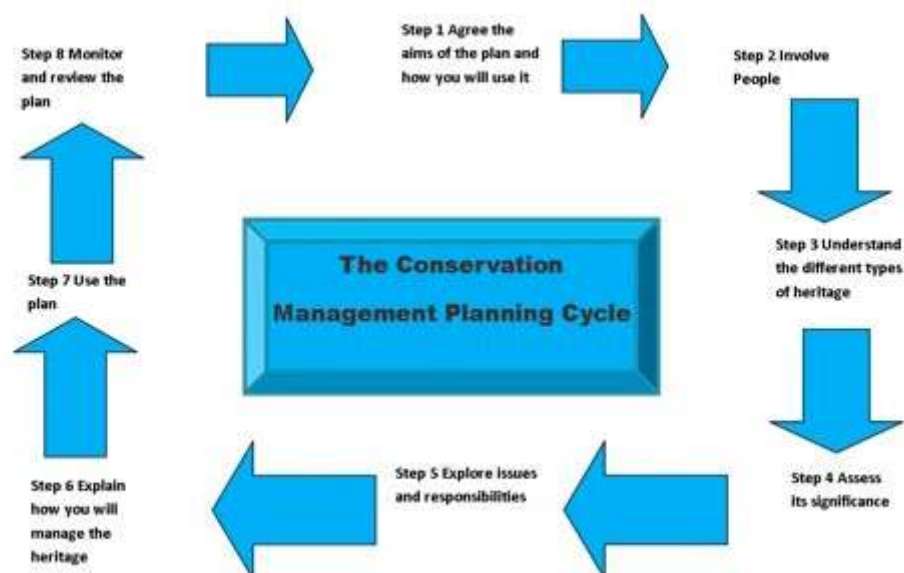 Step 1 Agree the
aims of the plan and
how you will use it
Step 2 Involve
People
Step 3 Understand
the different types
of heritage
Step 4 Assess
its significance
Step 5 Explore issues
and responsibilities
Step 6 Explain
how you will
manage the
heritage
Step 7 Use the
plan
Step 8 Monitor
and review the
plan
The Conservation
Management Planning Cycle